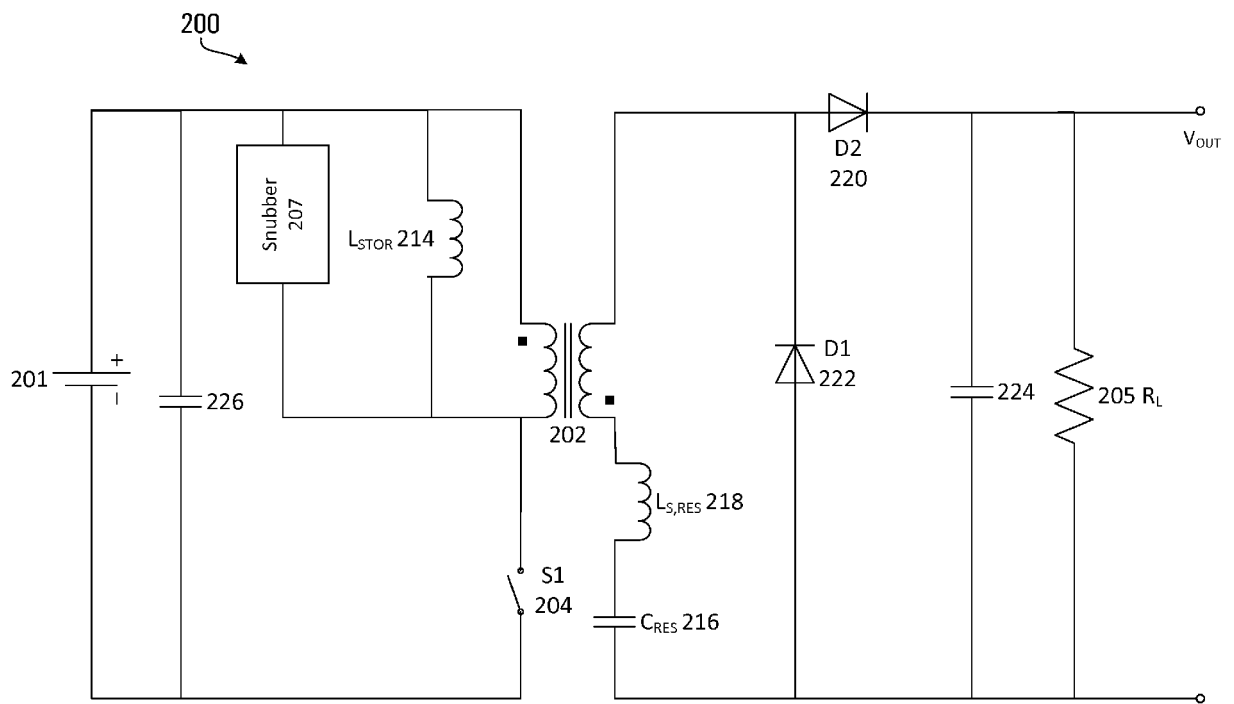 200
Snubber
207
L_STOR 214
D2
220
V_OUT
201
+
−
226
202
D1
222
224
205 R_L
L_S,RES 218
S1
204
C_RES 216